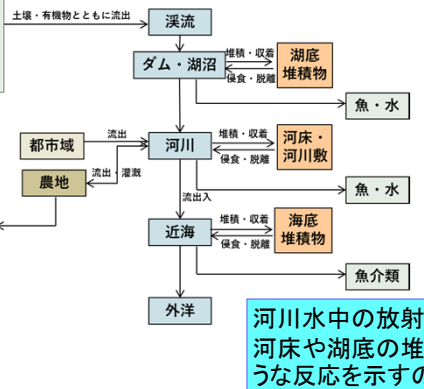 土壌・有機物とともに流出
渓流
ダム・湖沼
堆積・収着
侵食・脱離
湖底
堆積物
魚・水
都市域
流出
河川
堆積・収着
侵食・脱離
河床・
河川敷
農地
流出・灌漑
魚・水
流出入
近海
堆積・収着
侵食・脱離
海底
堆積物
魚介類
外洋
河川水中の放射
河床や湖底の堆
うな反応を示すの